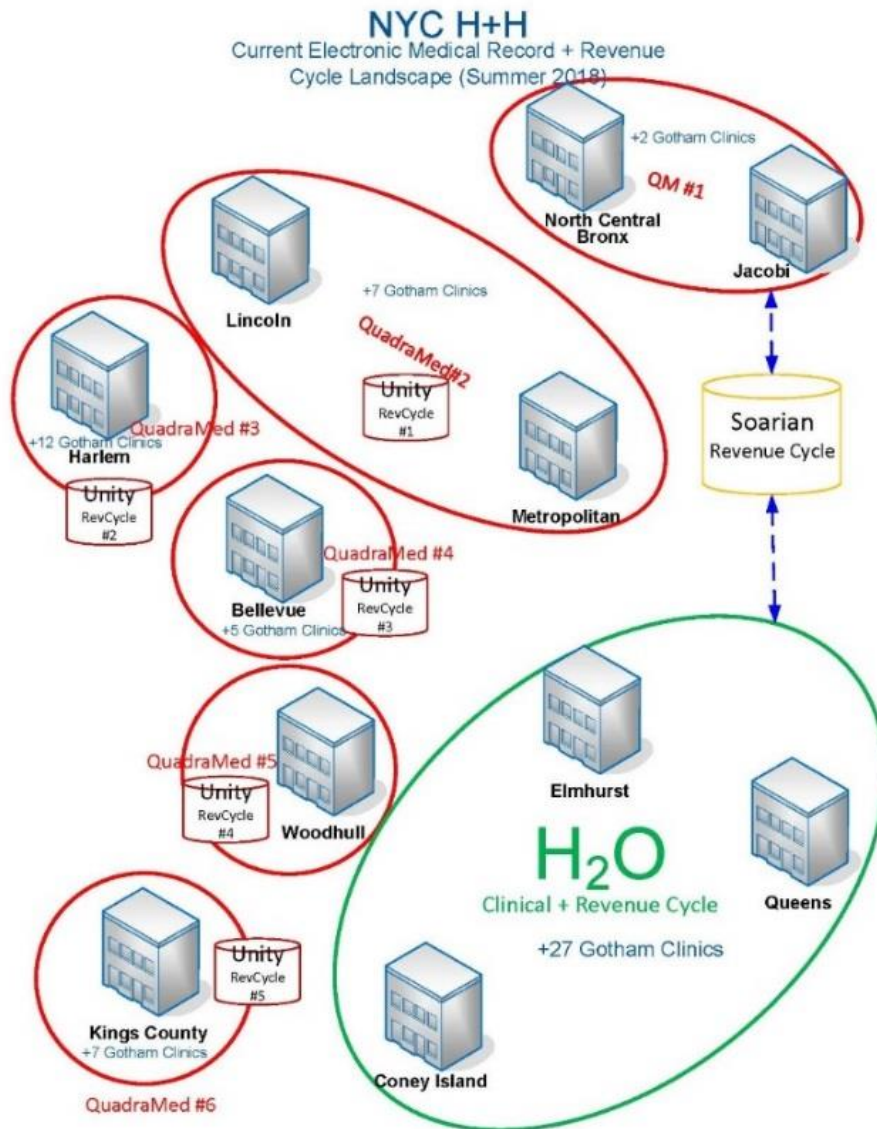 NYC H+H
Current Electronic Medical Record + Revenue
Cycle Landscape (Summer 2018)
+2 Gotham Clinics
QM #1
North Central
Bronx
Jacobi
Lincoln
+7 Gotham Clinics
QuadraMed#2
Unity
RevCycle
#1
Metropolitan
Soarian
Revenue Cycle
QuadraMed #3
+12 Gotham Clinics
Harlem
Unity
RevCycle
#2
QuadraMed #4
Bellevue
+5 Gotham Clinics
Unity
RevCycle
#3
QuadraMed #5
Unity
RevCycle
#4
Woodhull
Elmhurst
Queens
H₂O
Clinical + Revenue Cycle
+27 Gotham Clinics
Coney Island
Unity
RevCycle
#5
Kings County
+7 Gotham Clinics
QuadraMed #6